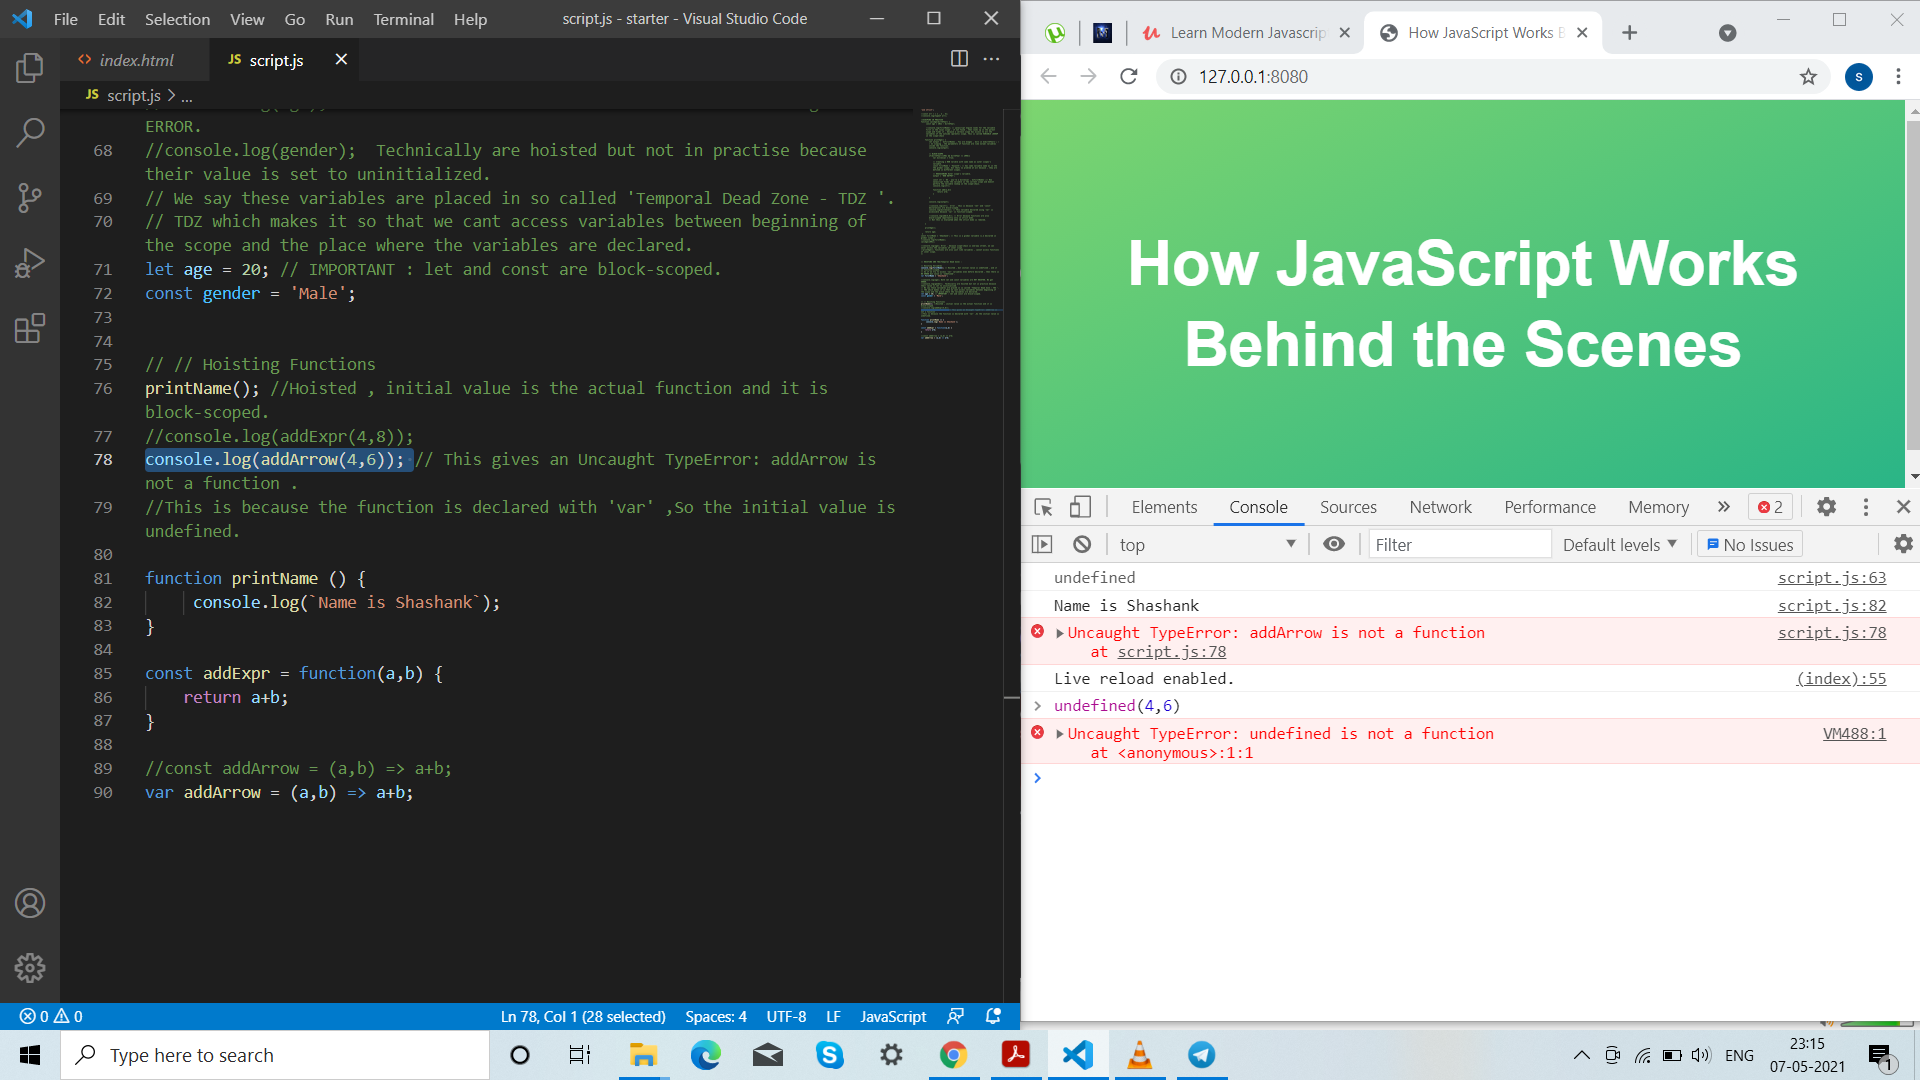 File Edit Selection View Go Run Terminal Help script.js - starter - Visual Studio Code
index.html JS script.js
JS script.js > ...
ERROR.
68 //console.log(gender);  Technically are hoisted but not in practise because
their value is set to uninitialized.
69 // We say these variables are placed in so called 'Temporal Dead Zone - TDZ '.
70 // TDZ which makes it so that we cant access variables between beginning of
the scope and the place where the variables are declared.
71 let age = 20; // IMPORTANT : let and const are block-scoped.
72 const gender = 'Male';
73
74
75 // // Hoisting Functions
76 printName(); //Hoisted , initial value is the actual function and it is
block-scoped.
77 //console.log(addExpr(4,8));
78 console.log(addArrow(4,6)); // This gives an Uncaught TypeError: addArrow is
not a function .
79 //This is because the function is declared with 'var' ,So the initial value is
undefined.
80
81 function printName () {
82 console.log(`Name is Shashank`);
83 }
84
85 const addExpr = function(a,b) {
86 return a+b;
87 }
88
89 //const addArrow = (a,b) => a+b;
90 var addArrow = (a,b) => a+b;
0 0 Ln 78, Col 1 (28 selected) Spaces: 4 UTF-8 LF JavaScript
Learn Modern Javascrip How JavaScript Works B
127.0.0.1:8080 S
How JavaScript Works
Behind the Scenes
Elements Console Sources Network Performance Memory » 2
top Filter Default levels No Issues
undefined script.js:63
Name is Shashank script.js:82
Uncaught TypeError: addArrow is not a function script.js:78
at script.js:78
Live reload enabled. (index):55
undefined(4,6)
Uncaught TypeError: undefined is not a function VM488:1
at <anonymous>:1:1
Type here to search
ENG 23:15
07-05-2021 1